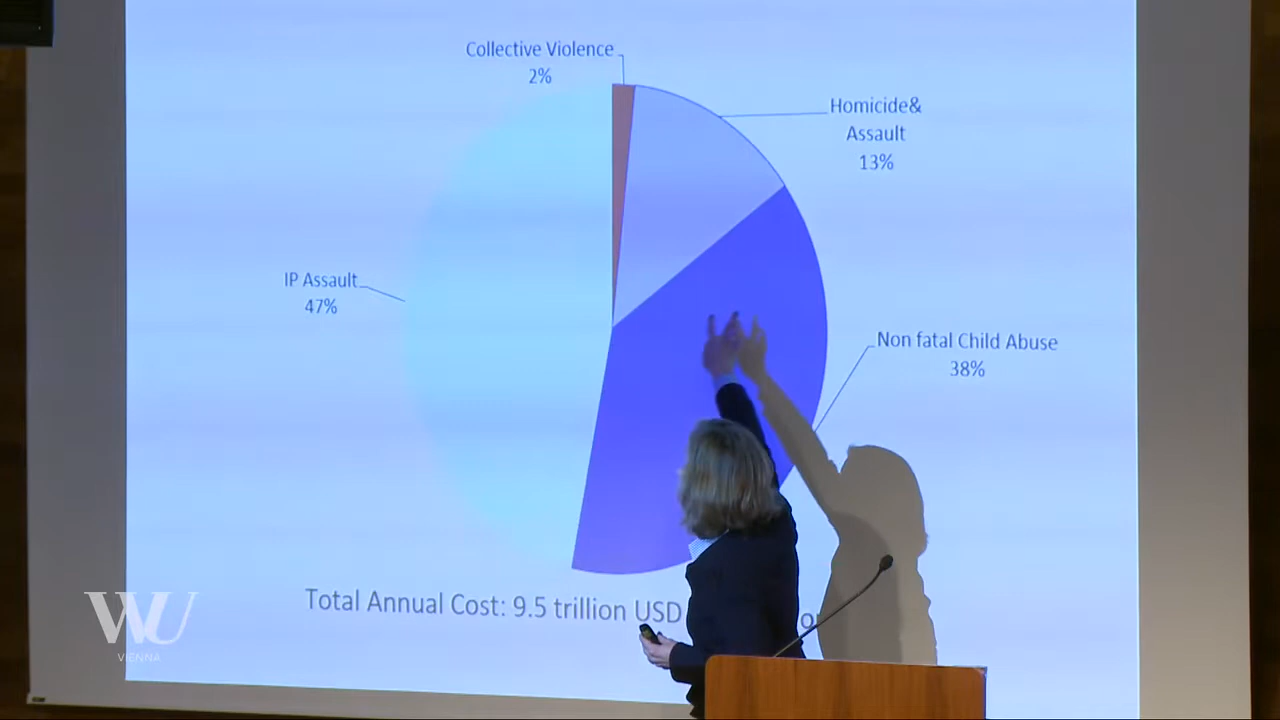 Collective Violence
2%
Homicide&
Assault
13%
IP Assault
47%
Non fatal Child Abuse
38%
Total Annual Cost: 9.5 trillion USD
WU
VIENNA